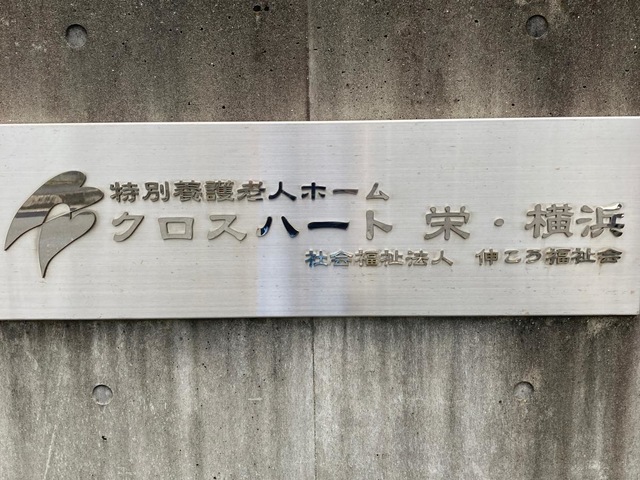 特別養護老人ホーム
クロスハート 栄・横浜
社会福祉法人 伸こう福祉会